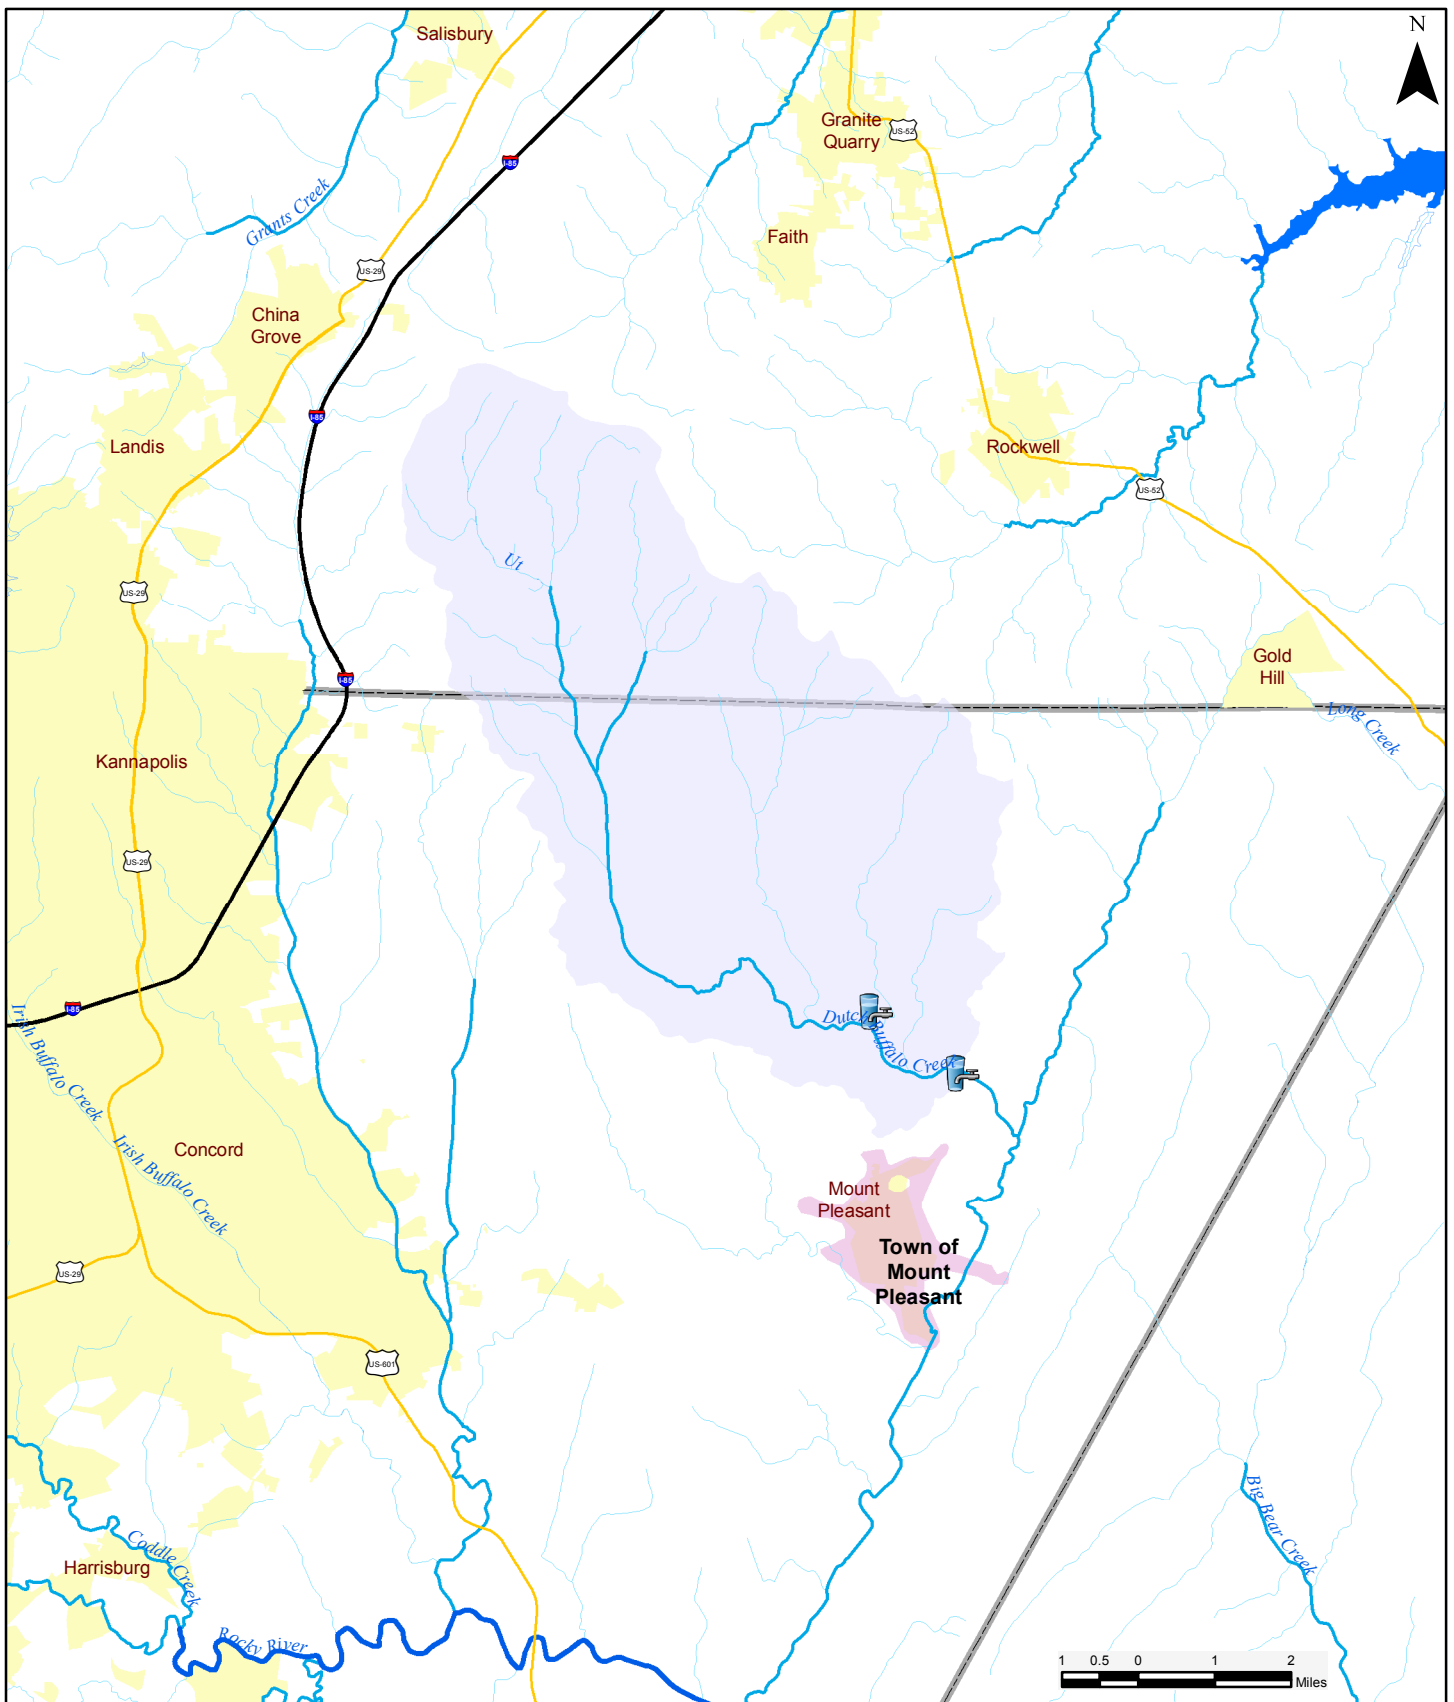 N
Salisbury
Granite
Quarry
US-52
I-85
Grants Creek
Faith
US-29
China
Grove
I-85
Landis
Rockwell
US-52
Ut
US-29
Gold
Hill
I-85
Long Creek
Kannapolis
US-29
I-85
Irish Buffalo Creek
Dutch Buffalo Creek
Concord
Irish Buffalo Creek
Mount
Pleasant
Town of
Mount
Pleasant
US-29
US-601
Big Bear Creek
Coddle Creek
Harrisburg
Rocky River
1 0.5 0 1 2
Miles